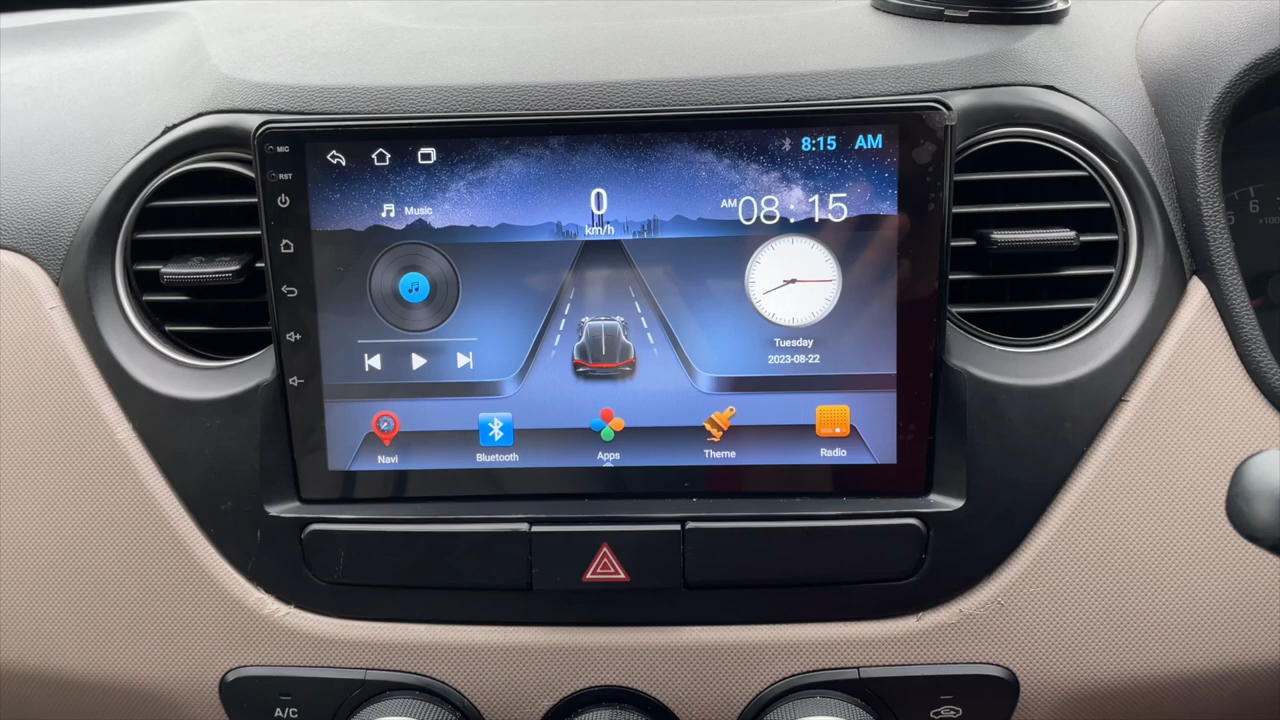 MIC
RST
8:15 AM
Music
0
km/h
AM 08:15
Tuesday
2023-08-22
Navi
Bluetooth
Apps
Theme
Radio
A/C
6